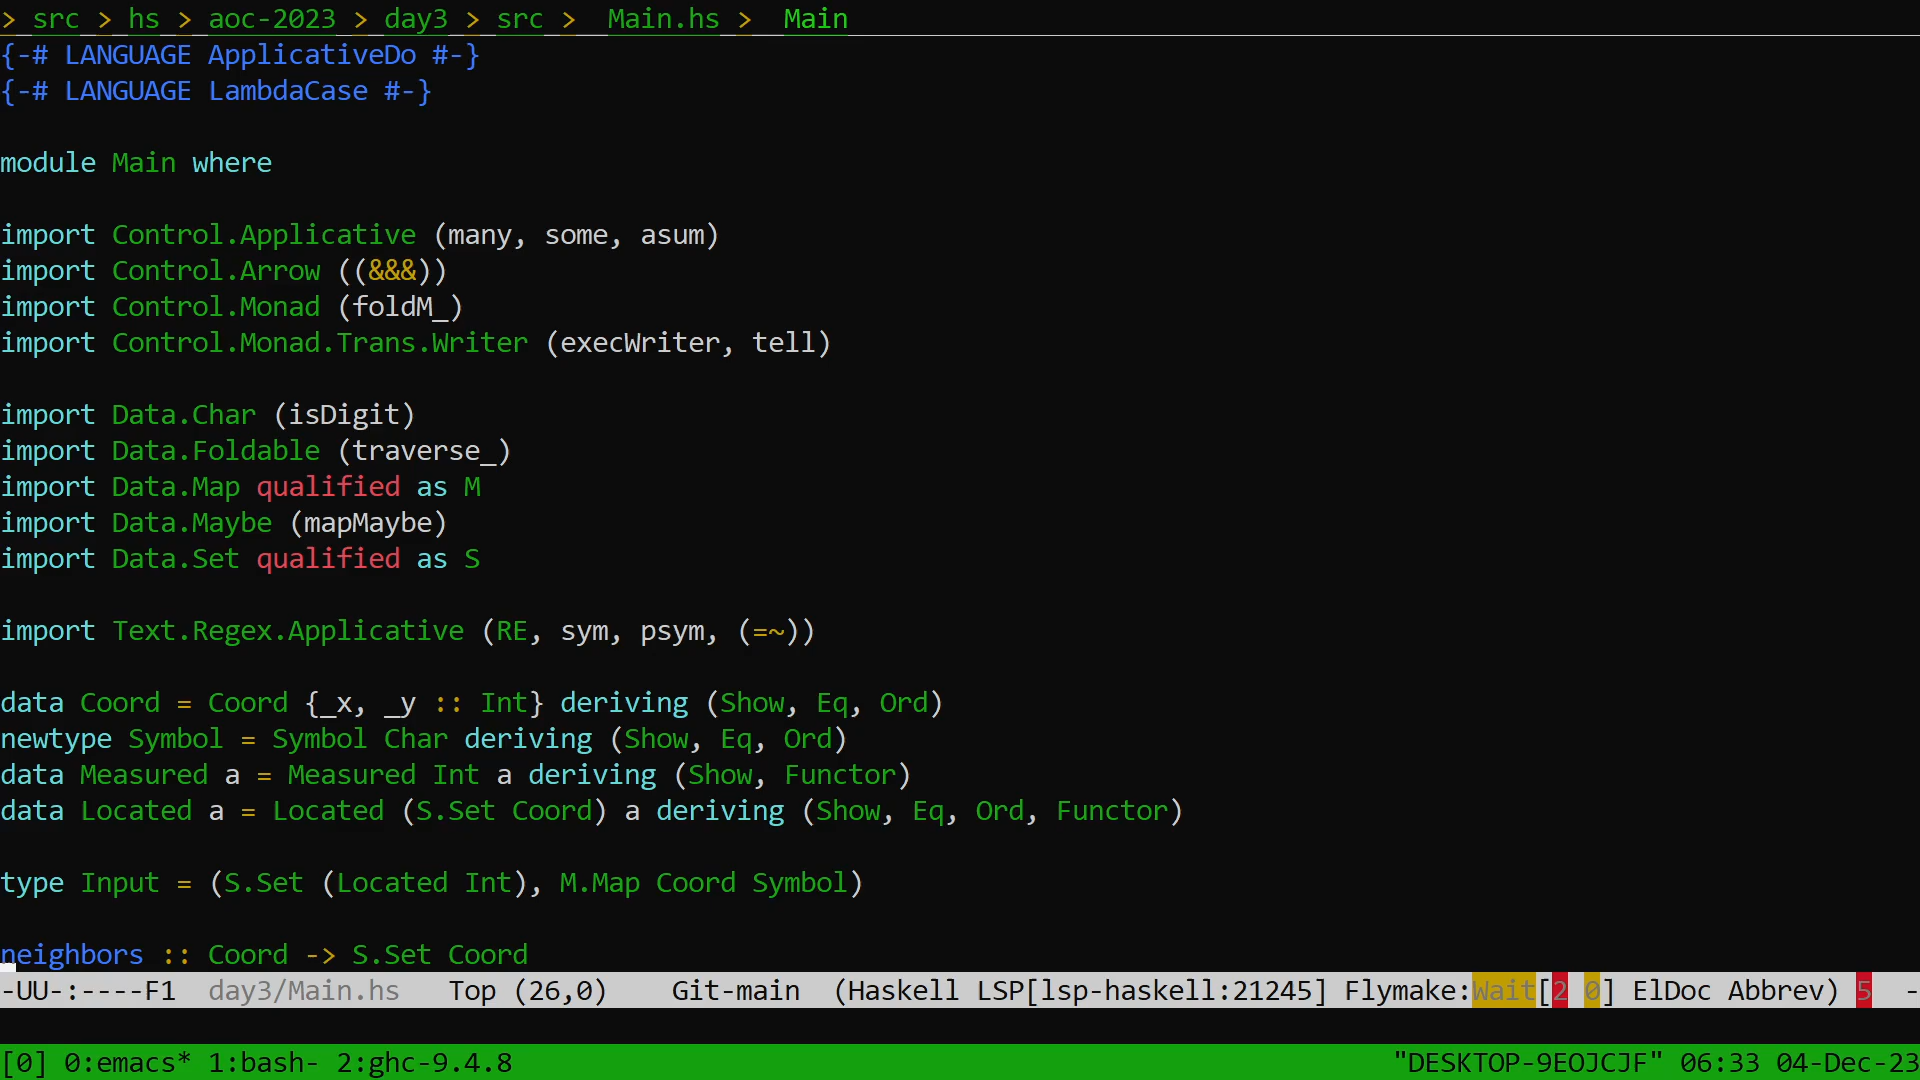 > src > hs > aoc-2023 > day3 > src >  Main.hs >  Main
{-# LANGUAGE ApplicativeDo #-}
{-# LANGUAGE LambdaCase #-}
module Main where
import Control.Applicative (many, some, asum)
import Control.Arrow ((&&&))
import Control.Monad (foldM_)
import Control.Monad.Trans.Writer (execWriter, tell)
import Data.Char (isDigit)
import Data.Foldable (traverse_)
import Data.Map qualified as M
import Data.Maybe (mapMaybe)
import Data.Set qualified as S
import Text.Regex.Applicative (RE, sym, psym, (=~))
data Coord = Coord {_x, _y :: Int} deriving (Show, Eq, Ord)
newtype Symbol = Symbol Char deriving (Show, Eq, Ord)
data Measured a = Measured Int a deriving (Show, Functor)
data Located a = Located (S.Set Coord) a deriving (Show, Eq, Ord, Functor)
type Input = (S.Set (Located Int), M.Map Coord Symbol)
neighbors :: Coord -> S.Set Coord
-UU-:----F1  day3/Main.hs   Top (26,0)    Git-main  (Haskell LSP[lsp-haskell:21245] Flymake:Wait[2 0] ElDoc Abbrev) 5  -
[0] 0:emacs* 1:bash- 2:ghc-9.4.8 "DESKTOP-9EOJCJF" 06:33 04-Dec-23